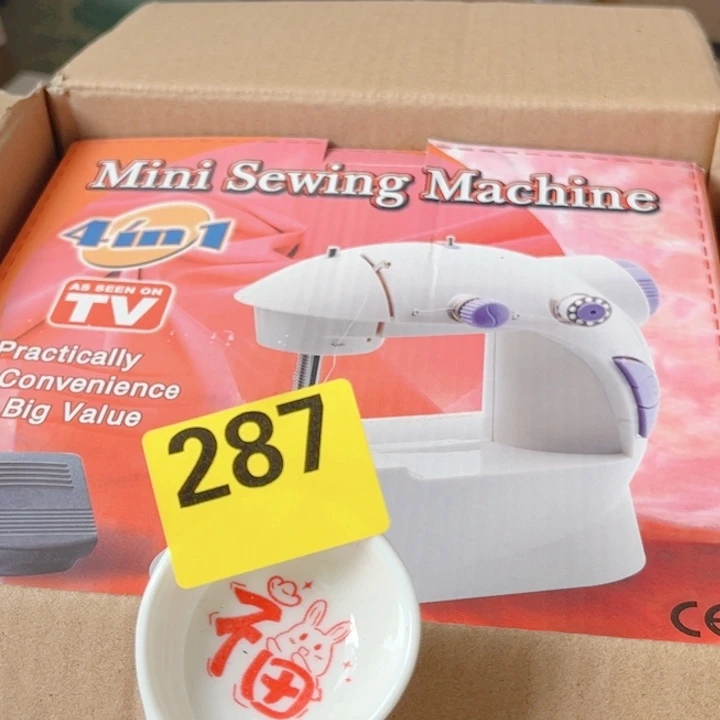 Mini Sewing Machine
4 in 1
AS SEEN ON
TV
Practically
Convenience
Big Value
287
福
CE